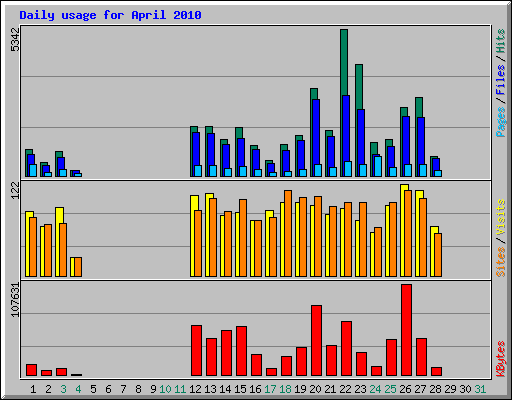 Daily usage for April 2010
5342
Pages / Files / Hits
122
Sites / Visits
107631
KBytes
1 2 3 4 5 6 7 8 9 10 11 12 13 14 15 16 17 18 19 20 21 22 23 24 25 26 27 28 29 30 31